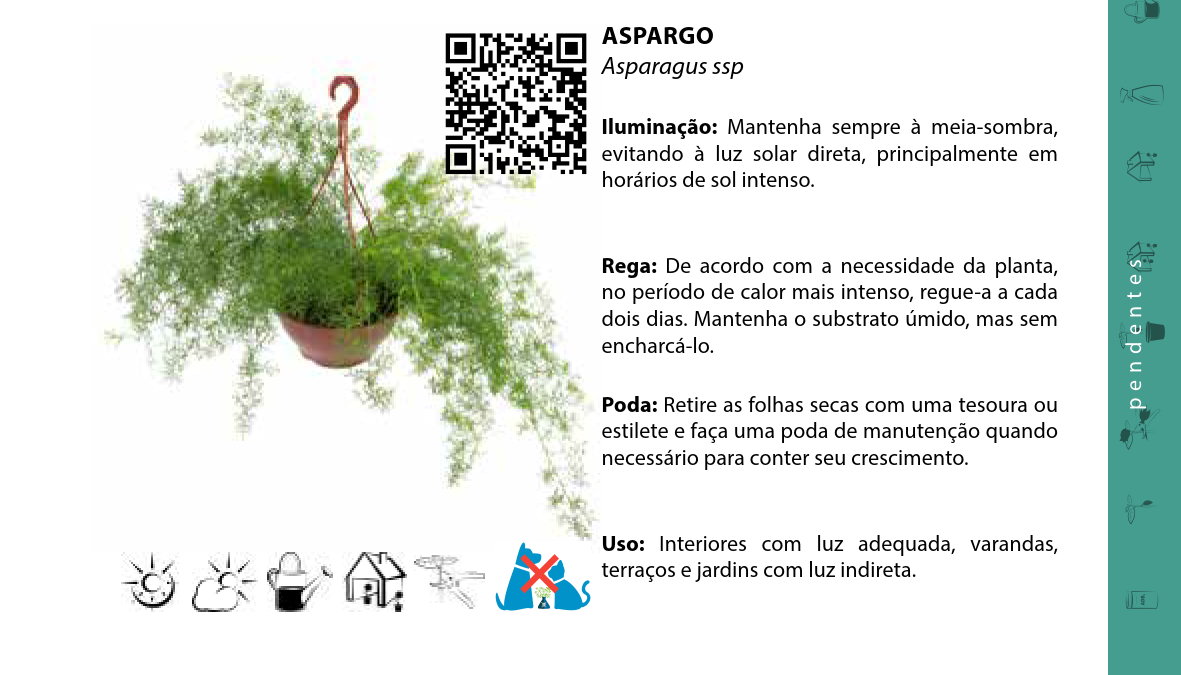 ASPARGO
Asparagus ssp
Iluminação: Mantenha sempre à meia-sombra,
evitando à luz solar direta, principalmente em
horários de sol intenso.
Rega: De acordo com a necessidade da planta,
no período de calor mais intenso, regue-a a cada
dois dias. Mantenha o substrato úmido, mas sem
encharcá-lo.
Poda: Retire as folhas secas com uma tesoura ou
estilete e faça uma poda de manutenção quando
necessário para conter seu crescimento.
Uso: Interiores com luz adequada, varandas,
terraços e jardins com luz indireta.
pendentes